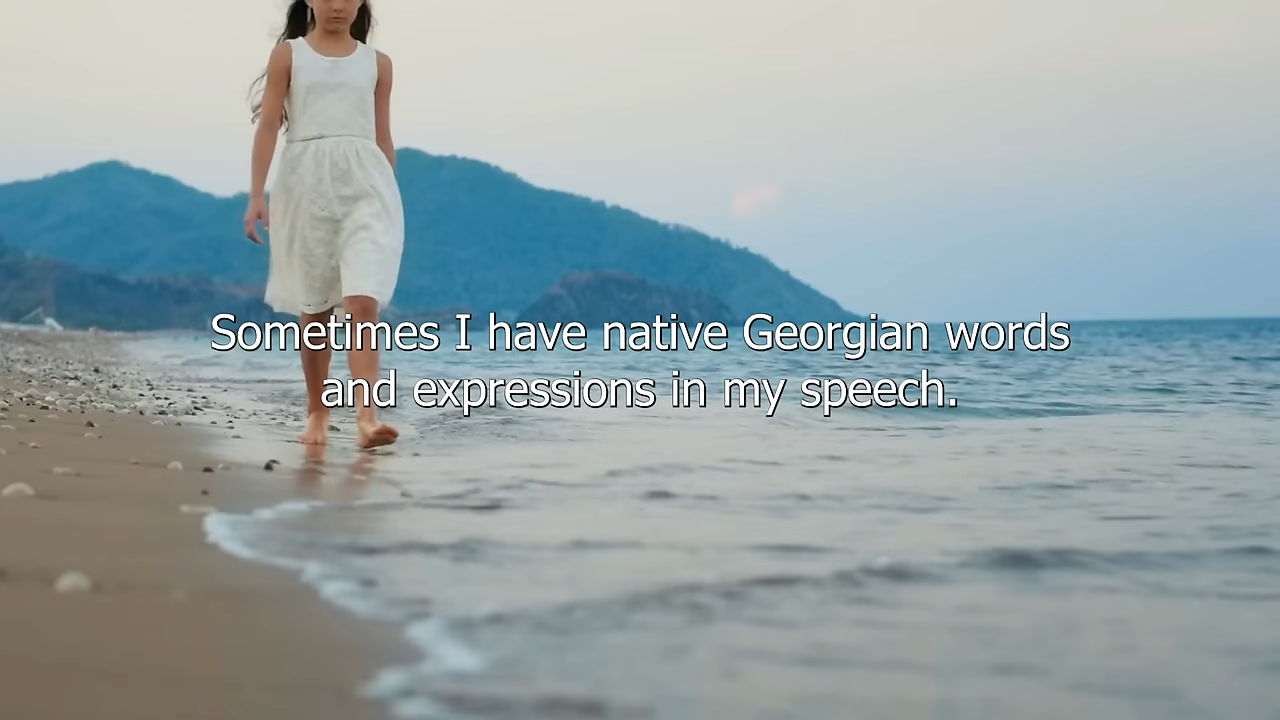 Sometimes I have native Georgian words
and expressions in my speech.